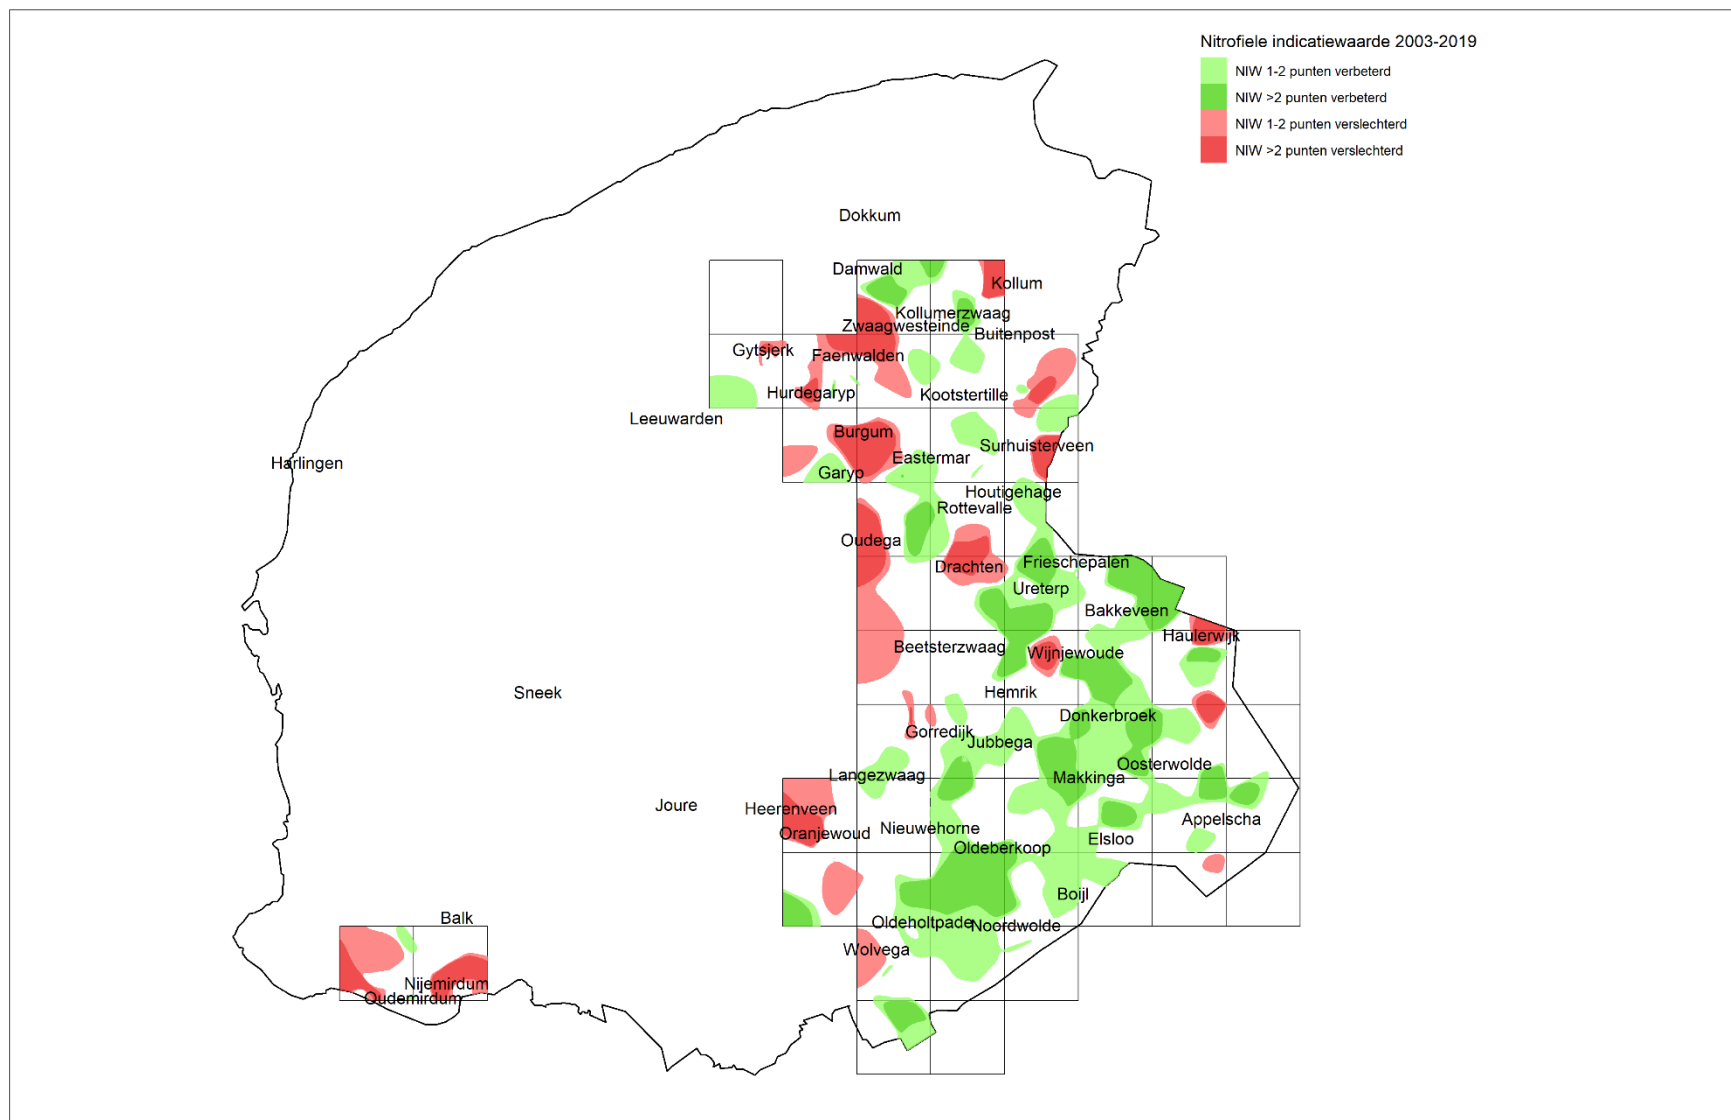 Nitrofiele indicatiewaarde 2003-2019
NIW 1-2 punten verbeterd
NIW >2 punten verbeterd
NIW 1-2 punten verslechterd
NIW >2 punten verslechterd
Dokkum
Damwald
Kollum
Kollumerzwaag
Zwaagwesteinde
Buitenpost
Gytsjerk
Faenwalden
Hurdegaryp
Kootstertille
Leeuwarden
Burgum
Surhuisterveen
Eastermar
Harlingen
Garyp
Houtigehage
Rottevalle
Oudega
Drachten
Frieschepalen
Ureterp
Bakkeveen
Haulerwijk
Beetsterzwaag
Wijnjewoude
Sneek
Hemrik
Donkerbroek
Gorredijk
Jubbega
Oosterwolde
Langezwaag
Makkinga
Joure
Heerenveen
Appelscha
Oranjewoud
Nieuwehorne
Elsloo
Oldeberkoop
Boijl
Balk
Oldeholtpade
Noordwolde
Wolvega
Nijemirdum
Oudemirdum